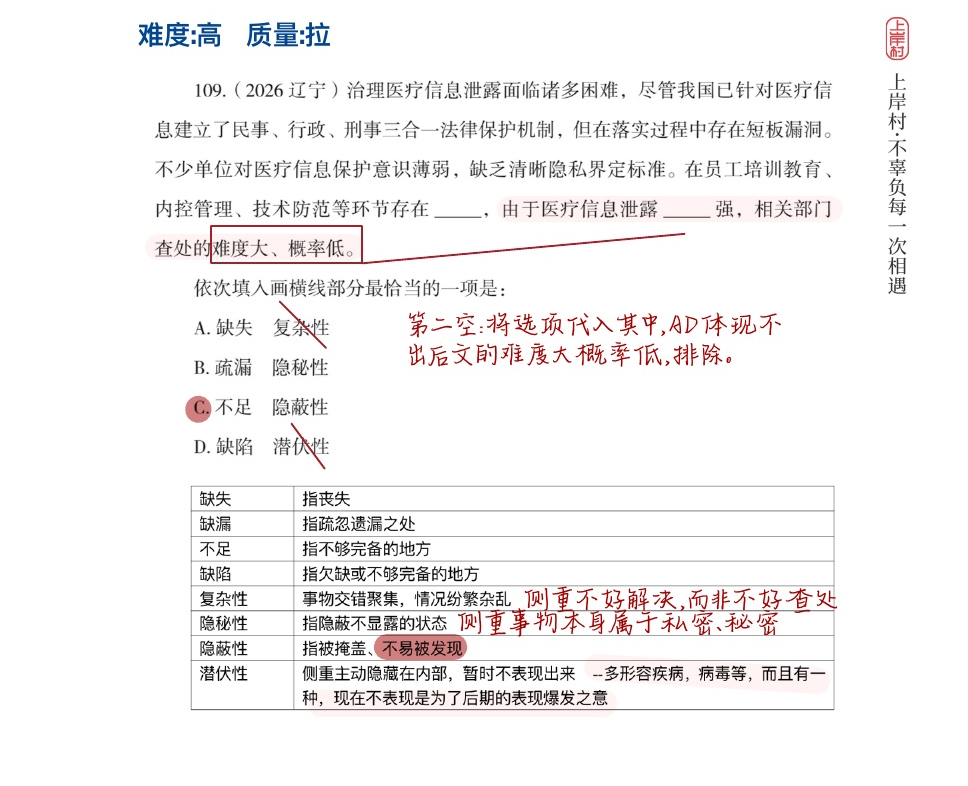 难度:高 质量:拉
上岸村
上岸村·不辜负每一次相遇
109.（2026 辽宁）治理医疗信息泄露面临诸多困难，尽管我国已针对医疗信
息建立了民事、行政、刑事三合一法律保护机制，但在落实过程中存在短板漏洞。
不少单位对医疗信息保护意识薄弱，缺乏清晰隐私界定标准。在员工培训教育、
内控管理、技术防范等环节存在 _____，由于医疗信息泄露 _____ 强，相关部门
查处的难度大、概率低。
依次填入画横线部分最恰当的一项是：
A. 缺失 复杂性
B. 疏漏 隐秘性
C. 不足 隐蔽性
D. 缺陷 潜伏性
第二空:将选项代入其中,AD体现不
出后文的难度大概率低,排除。
缺失 指丧失
缺漏 指疏忽遗漏之处
不足 指不够完备的地方
缺陷 指欠缺或不够完备的地方
复杂性 事物交错聚集，情况纷繁杂乱 侧重不好解决,而非不好查处
隐秘性 指隐蔽不显露的状态 侧重事物本身属于私密、秘密
隐蔽性 指被掩盖、不易被发现
潜伏性 侧重主动隐藏在内部，暂时不表现出来 --多形容疾病，病毒等，而且有一
种，现在不表现是为了后期的表现爆发之意